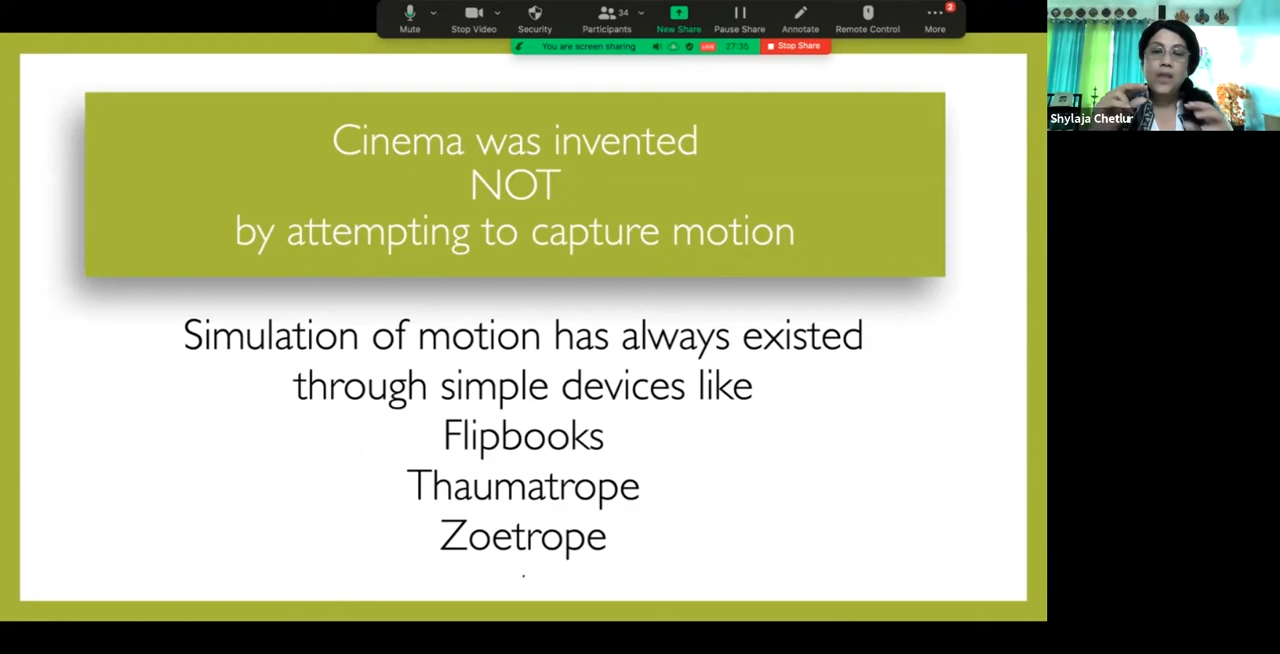 34
2
Mute
Stop Video
Security
Participants
New Share
Pause Share
Annotate
Remote Control
More
You are screen sharing
LIVE
27:35
Stop Share
Shylaja Chetlur
Cinema was invented
NOT
by attempting to capture motion
Simulation of motion has always existed
through simple devices like
Flipbooks
Thaumatrope
Zoetrope
.